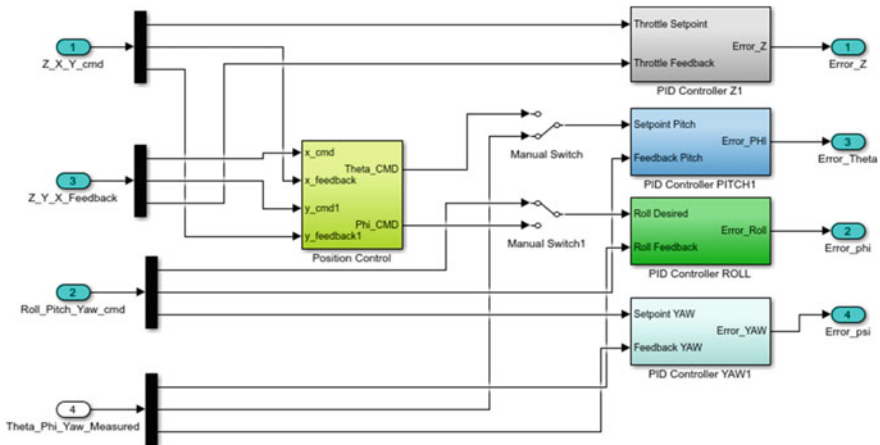 1
Z_X_Y_cmd
3
Z_Y_X_Feedback
2
Roll_Pitch_Yaw_cmd
4
Theta_Phi_Yaw_Measured
x_cmd
Theta_CMD
x_feedback
y_cmd1
Phi_CMD
y_feedback1
Position Control
Manual Switch
Manual Switch1
Throttle Setpoint
Error_Z
Throttle Feedback
PID Controller Z1
Setpoint Pitch
Error_PHI
Feedback Pitch
PID Controller PITCH1
Roll Desired
Error_Roll
Roll Feedback
PID Controller ROLL
Setpoint YAW
Error_YAW
Feedback YAW
PID Controller YAW1
1
Error_Z
3
Error_Theta
2
Error_phi
4
Error_psi